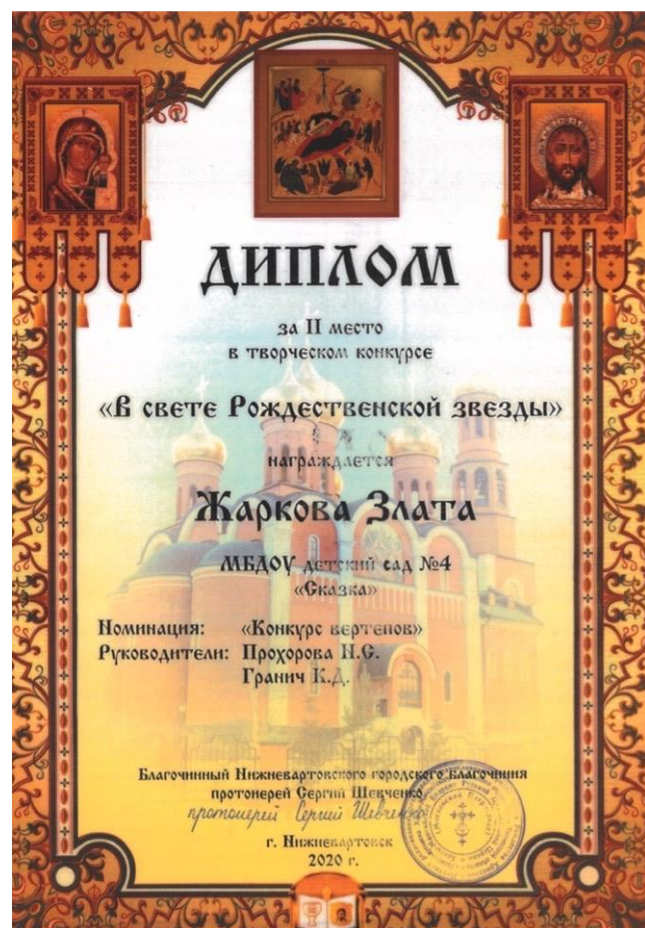 ДИПЛОМ
за II место
в творческом конкурсе
«В свете Рождественской звезды»
награждается
Жаркова Злата
МБДОУ детский сад №4
«Сказка»
Номинация: «Конкурс вертепов»
Руководители: Прохорова Н.С.
Гранич К.Д.
Благочинный Нижневартовского городского благочиния
протоиерей Сергий Шевченко
протоиерей Сергий Шевченко
г. Нижневартовск
2020 г.